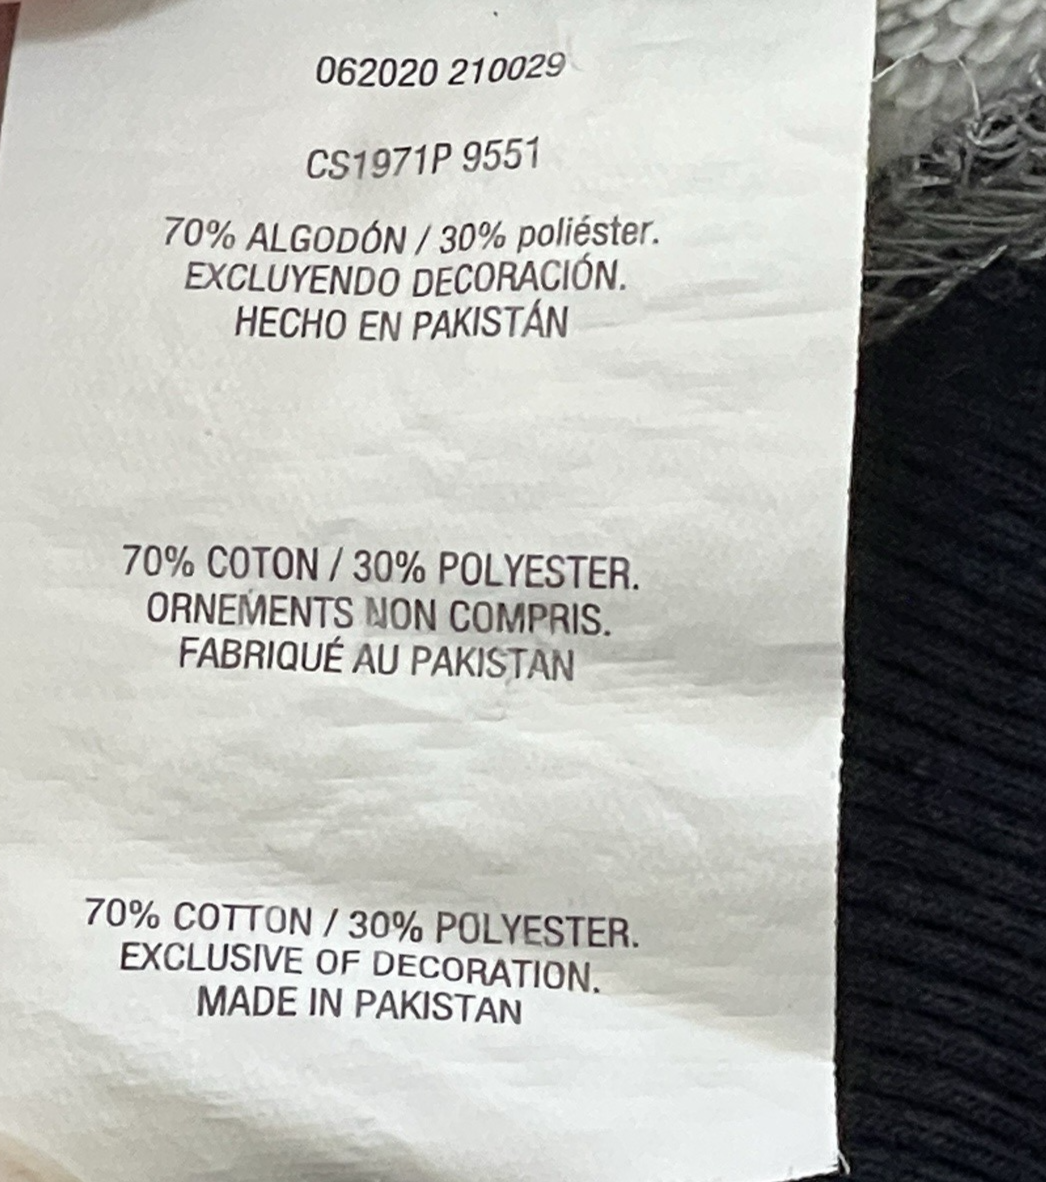 062020 210029
CS1971P 9551
70% ALGODÓN / 30% poliéster.
EXCLUYENDO DECORACIÓN.
HECHO EN PAKISTÁN
70% COTON / 30% POLYESTER.
ORNEMENTS NON COMPRIS.
FABRIQUÉ AU PAKISTAN
70% COTTON / 30% POLYESTER.
EXCLUSIVE OF DECORATION.
MADE IN PAKISTAN